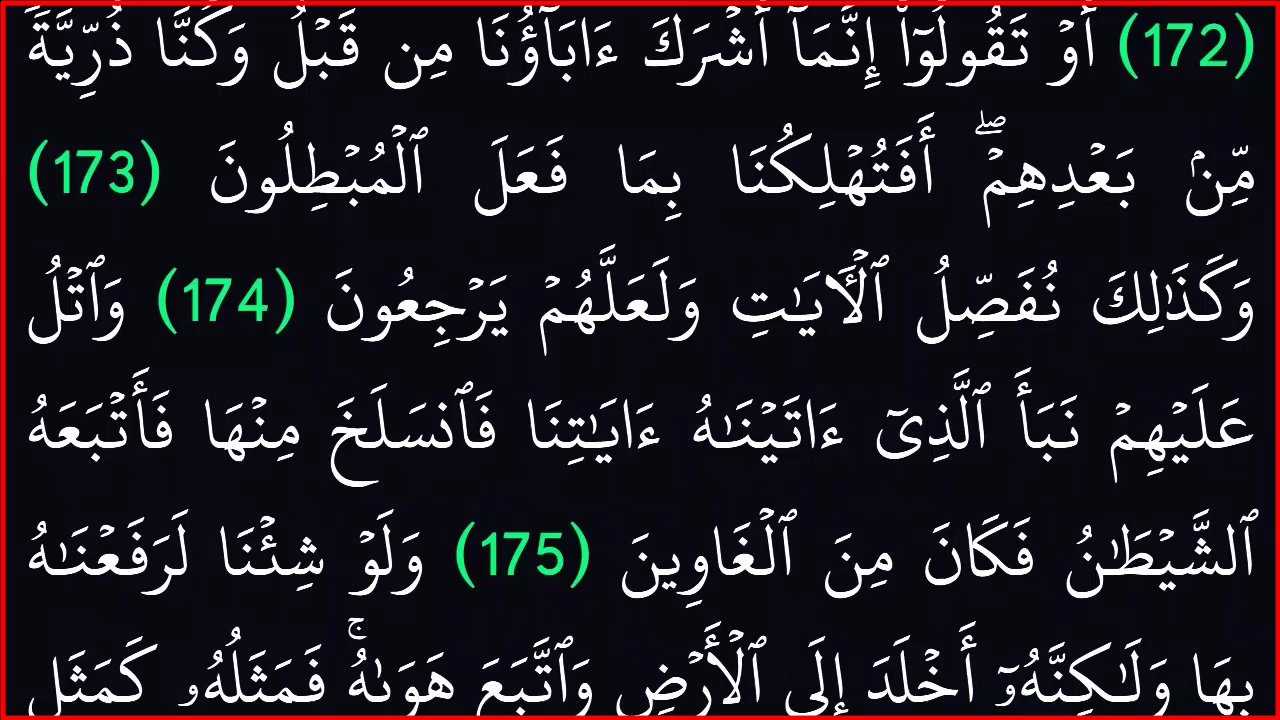 (172) أَوۡ تَقُولُوٓاْ إِنَّمَآ أَشۡرَكَ ءَابَآؤُنَا مِن قَبۡلُ وَكُنَّا ذُرِّيَّةٗ
مِّنۢ بَعۡدِهِمۡۖ أَفَتُهۡلِكُنَا بِمَا فَعَلَ ٱلۡمُبۡطِلُونَ (173)
وَكَذَٰلِكَ نُفَصِّلُ ٱلۡأٓيَٰتِ وَلَعَلَّهُمۡ يَرۡجِعُونَ (174) وَٱتۡلُ
عَلَيۡهِمۡ نَبَأَ ٱلَّذِيٓ ءَاتَيۡنَٰهُ ءَايَٰتِنَا فَٱنسَلَخَ مِنۡهَا فَأَتۡبَعَهُ
ٱلشَّيۡطَٰنُ فَكَانَ مِنَ ٱلۡغَاوِينَ (175) وَلَوۡ شِئۡنَا لَرَفَعۡنَٰهُ
بِهَا وَلَٰكِنَّهُۥٓ أَخۡلَدَ إِلَى ٱلۡأَرۡضِ وَٱتَّبَعَ هَوَىٰهُۚ فَمَثَلُهُۥ كَمَثَلِ